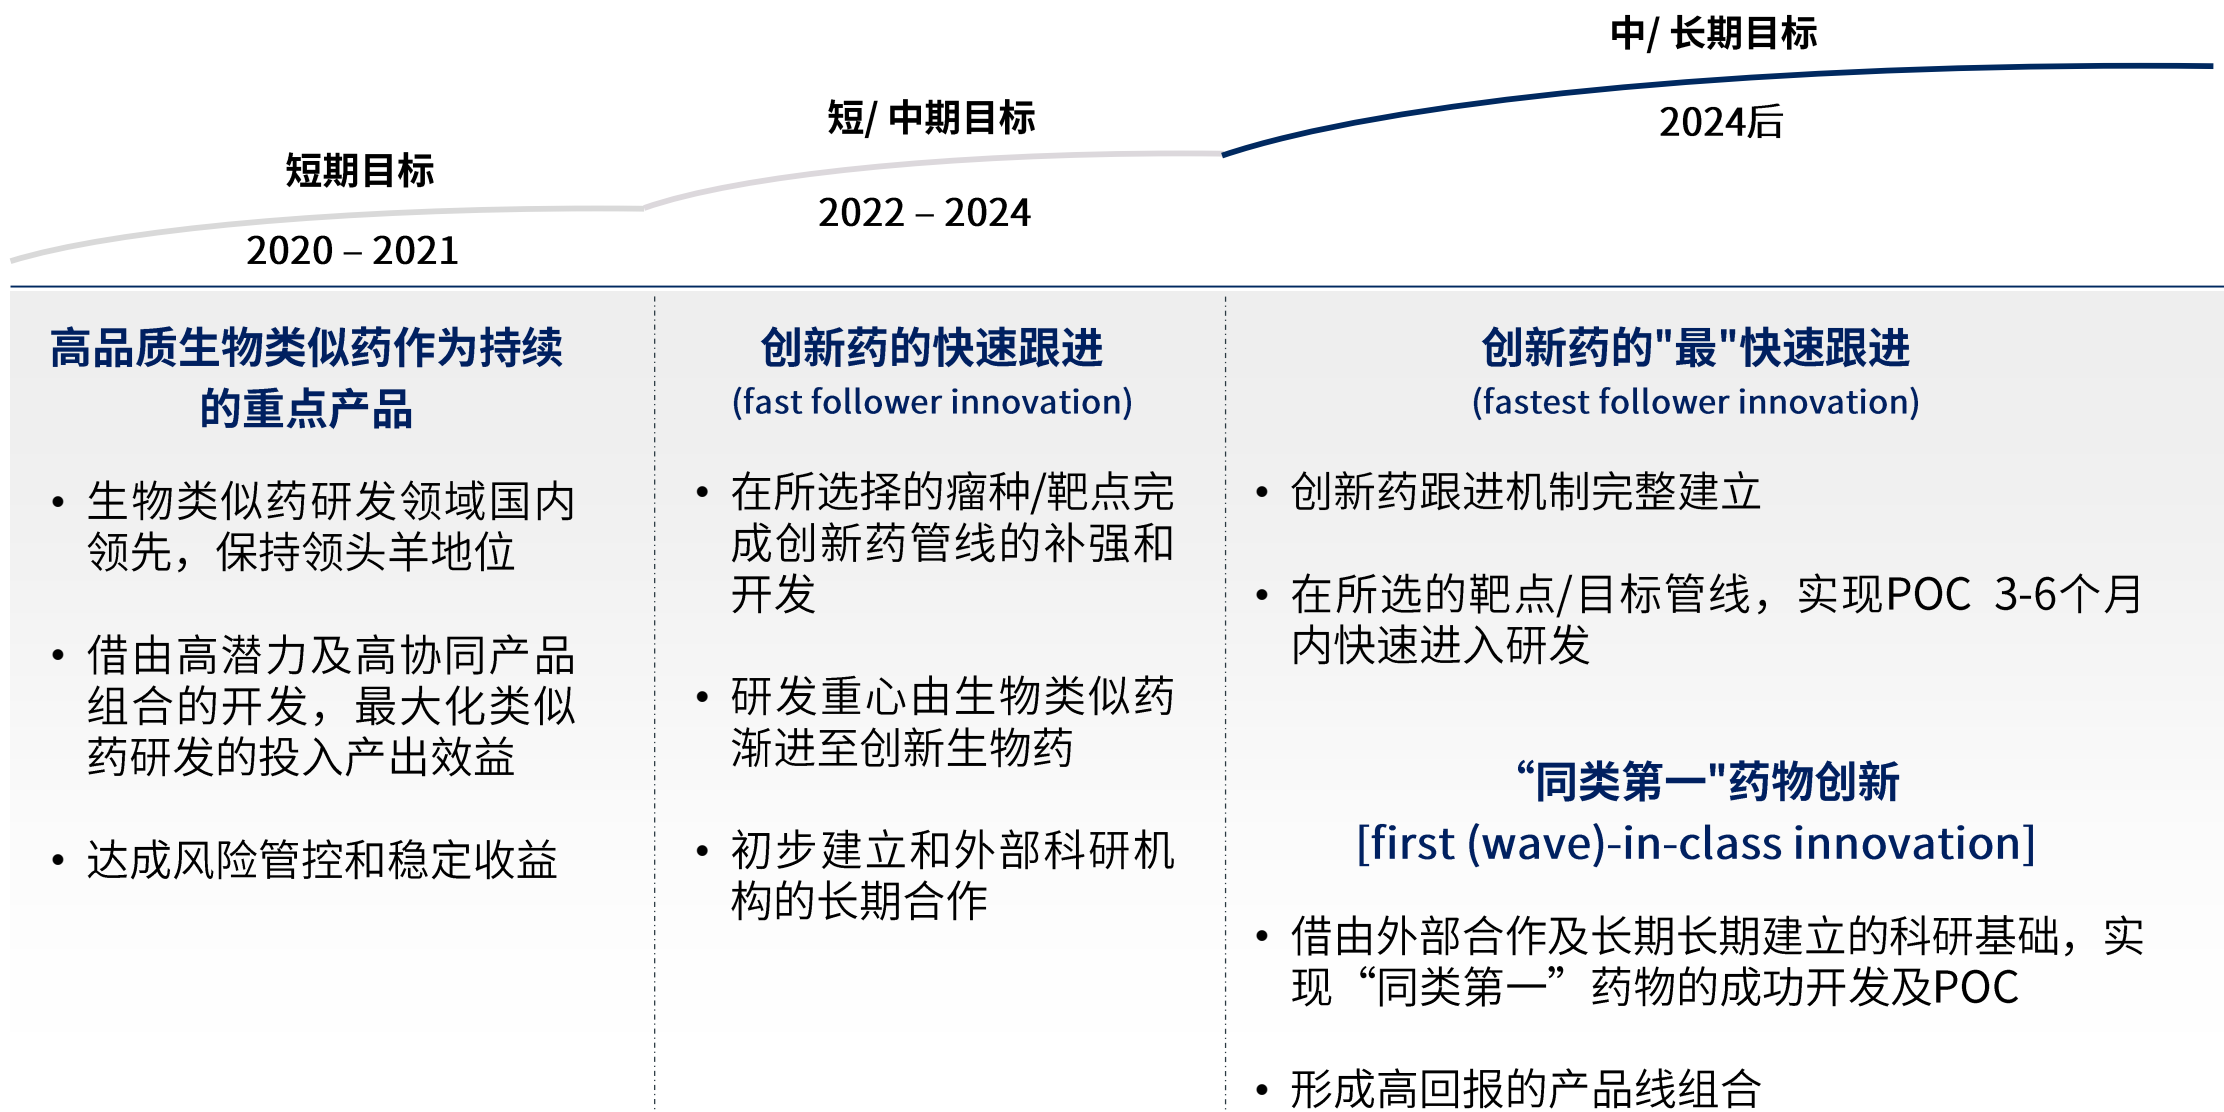 短期目标
2020 – 2021
高品质生物类似药作为持续
的重点产品
• 生物类似药研发领域国内
领先，保持领头羊地位
• 借由高潜力及高协同产品
组合的开发，最大化类似
药研发的投入产出效益
• 达成风险管控和稳定收益
短/ 中期目标
2022 – 2024
创新药的快速跟进
(fast follower innovation)
• 在所选择的瘤种/靶点完
成创新药管线的补强和
开发
• 研发重心由生物类似药
渐进至创新生物药
• 初步建立和外部科研机
构的长期合作
中/ 长期目标
2024后
创新药的"最"快速跟进
(fastest follower innovation)
• 创新药跟进机制完整建立
• 在所选的靶点/目标管线，实现POC 3-6个月
内快速进入研发
“同类第一"药物创新
[first (wave)-in-class innovation]
• 借由外部合作及长期长期建立的科研基础，实
现“同类第一”药物的成功开发及POC
• 形成高回报的产品线组合